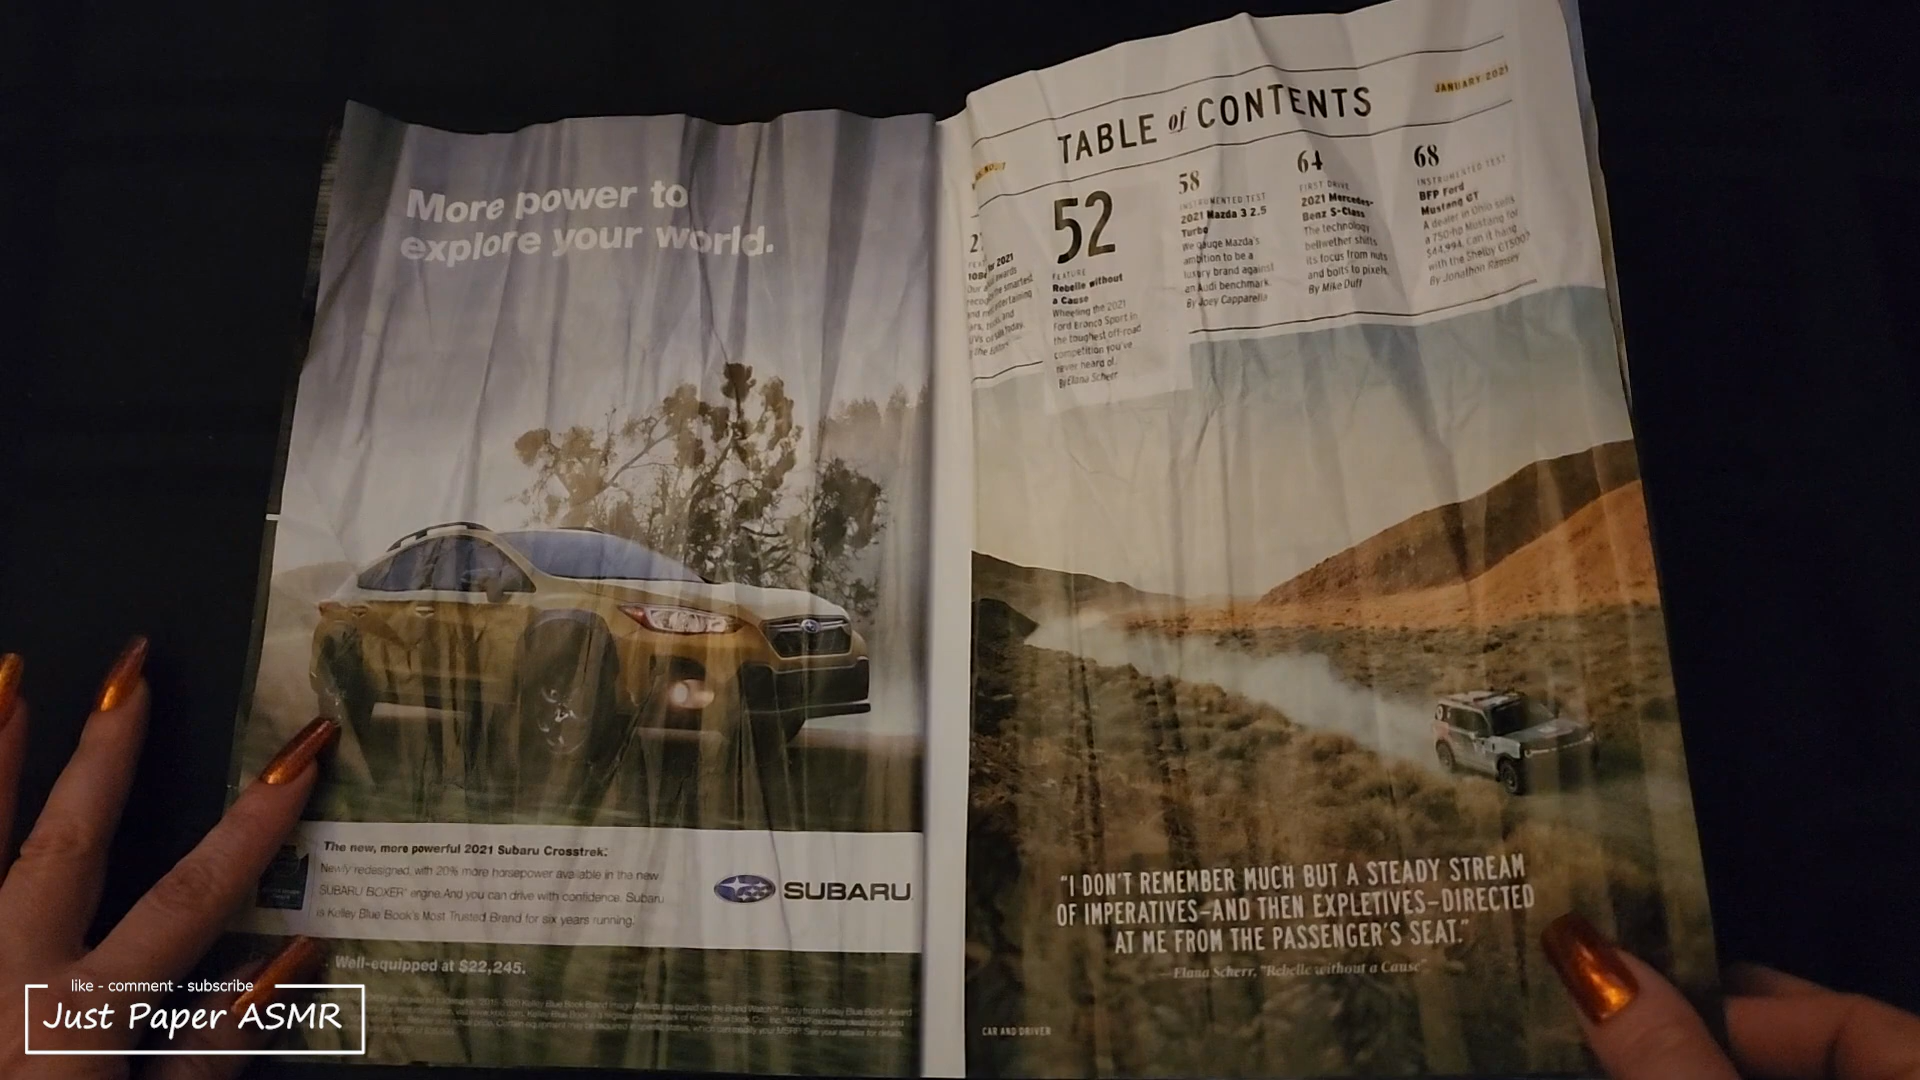 More power to
explore your world.
The new, more powerful 2021 Subaru Crosstrek.
Newly redesigned, with 20% more horsepower available in the new
SUBARU BOXER® engine. And you can drive with confidence. Subaru
is Kelley Blue Book's Most Trusted Brand for six years running.
SUBARU
Well-equipped at $22,245.
like - comment - subscribe
Just Paper ASMR
TABLE of CONTENTS
JANUARY 2021
52
FEATURE
Rebelle without
a Cause
Wheeling the 2021
Ford Bronco Sport in
the toughest off-road
competition you've
never heard of.
By Elana Scherr
58
INSTRUMENTED TEST
2021 Mazda 3 2.5
Turbo
We gauge Mazda's
ambition to be a
luxury brand against
an Audi benchmark.
By Joey Capparella
64
FIRST DRIVE
2021 Mercedes-
Benz S-Class
The technology
bellwether shifts
its focus from nuts
and bolts to pixels.
By Mike Duff
68
INSTRUMENTED TEST
BFP Ford
Mustang GT
A dealer in Ohio sells
a 750-hp Mustang for
$44,994. Can it hang
with the Shelby GT500?
By Jonathon Ramsey
"I DON'T REMEMBER MUCH BUT A STEADY STREAM
OF IMPERATIVES—AND THEN EXPLETIVES—DIRECTED
AT ME FROM THE PASSENGER'S SEAT."
—Elana Scherr, "Rebelle without a Cause"
CAR AND DRIVER